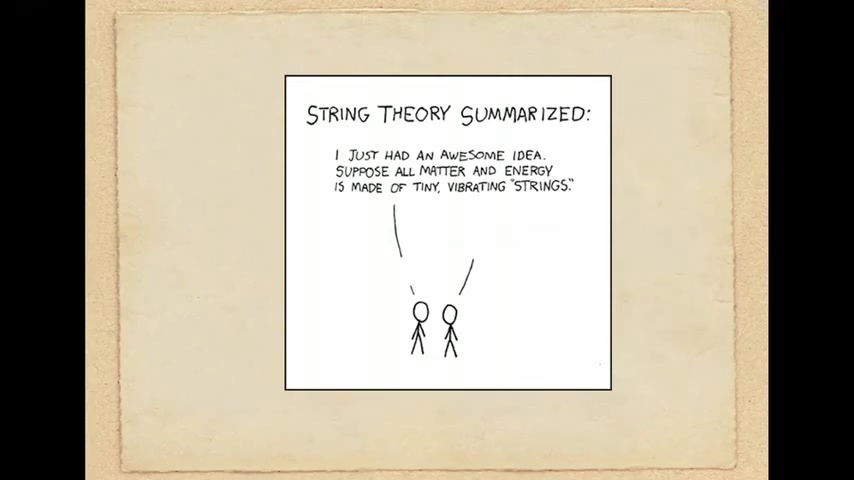 STRING THEORY SUMMARIZED:
I JUST HAD AN AWESOME IDEA.
SUPPOSE ALL MATTER AND ENERGY
IS MADE OF TINY, VIBRATING "STRINGS."